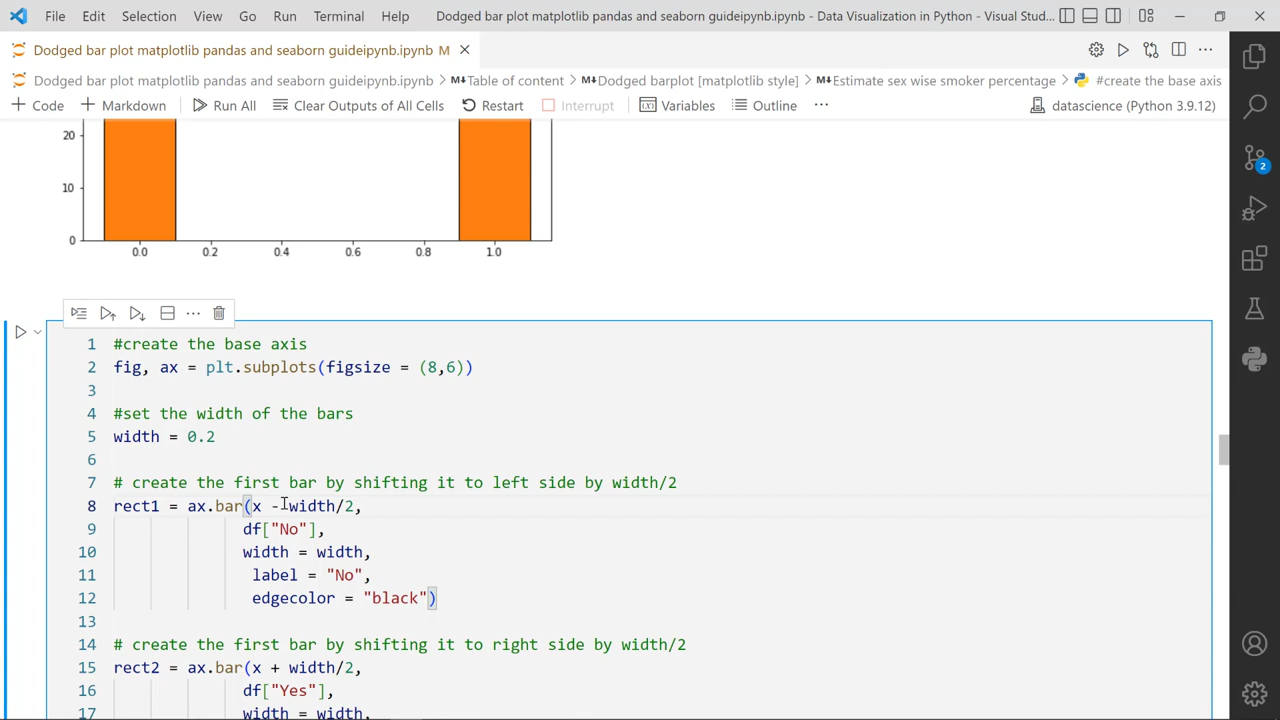 File Edit Selection View Go Run Terminal Help Dodged bar plot matplotlib pandas and seaborn guideipynb.ipynb - Data Visualization in Python - Visual Stud...
Dodged bar plot matplotlib pandas and seaborn guideipynb.ipynb M
Dodged bar plot matplotlib pandas and seaborn guideipynb.ipynb > M↓Table of content > M↓Dodged barplot [matplotlib style] > M↓Estimate sex wise smoker percentage > #create the base axis
+ Code + Markdown Run All Clear Outputs of All Cells Restart Interrupt Variables Outline ... datascience (Python 3.9.12)
20
10
0
0.0 0.2 0.4 0.6 0.8 1.0
2
1 #create the base axis
2 fig, ax = plt.subplots(figsize = (8,6))
3
4 #set the width of the bars
5 width = 0.2
6
7 # create the first bar by shifting it to left side by width/2
8 rect1 = ax.bar(x - width/2,
9 df["No"],
10 width = width,
11 label = "No",
12 edgecolor = "black")
13
14 # create the first bar by shifting it to right side by width/2
15 rect2 = ax.bar(x + width/2,
16 df["Yes"],
17 width = width,